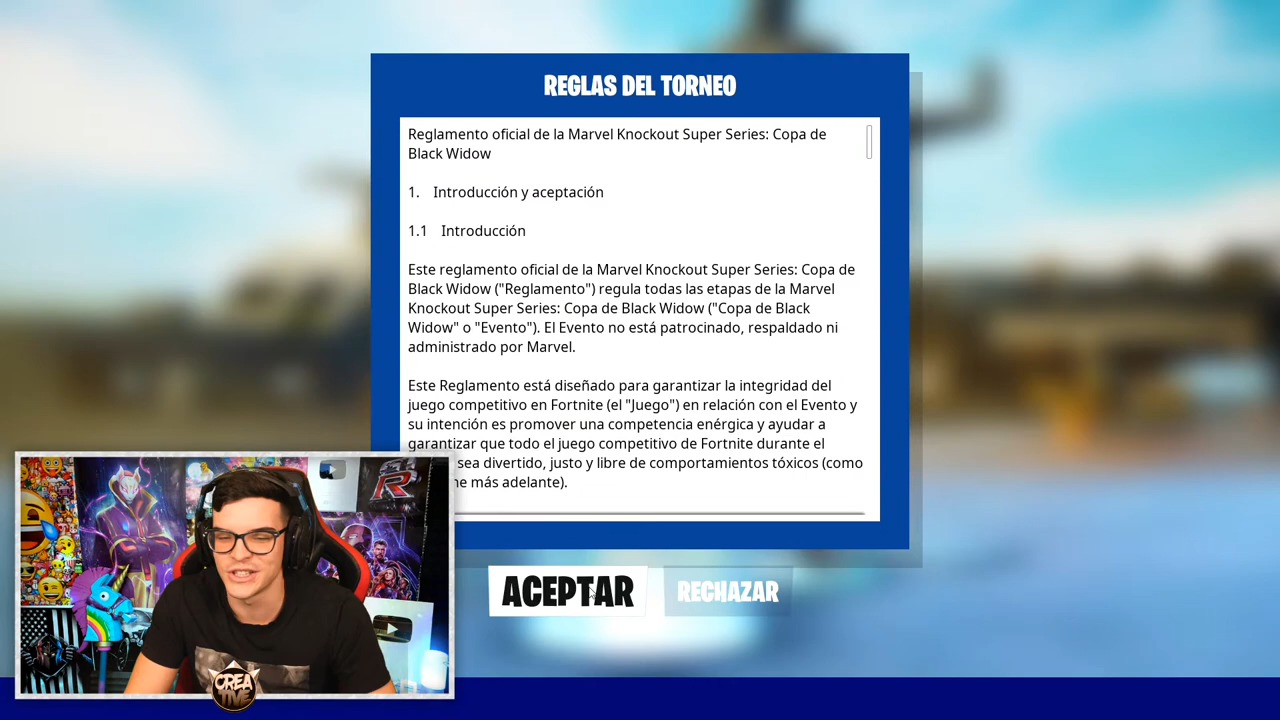 REGLAS DEL TORNEO
Reglamento oficial de la Marvel Knockout Super Series: Copa de
Black Widow
1. Introducción y aceptación
1.1 Introducción
Este reglamento oficial de la Marvel Knockout Super Series: Copa de
Black Widow ("Reglamento") regula todas las etapas de la Marvel
Knockout Super Series: Copa de Black Widow ("Copa de Black
Widow" o "Evento"). El Evento no está patrocinado, respaldado ni
administrado por Marvel.
Este Reglamento está diseñado para garantizar la integridad del
juego competitivo en Fortnite (el "Juego") en relación con el Evento y
su intención es promover una competencia enérgica y ayudar a
garantizar que todo el juego competitivo de Fortnite durante el
sea divertido, justo y libre de comportamientos tóxicos (como
más adelante).
ACEPTAR
RECHAZAR
R
CREA
TIVE